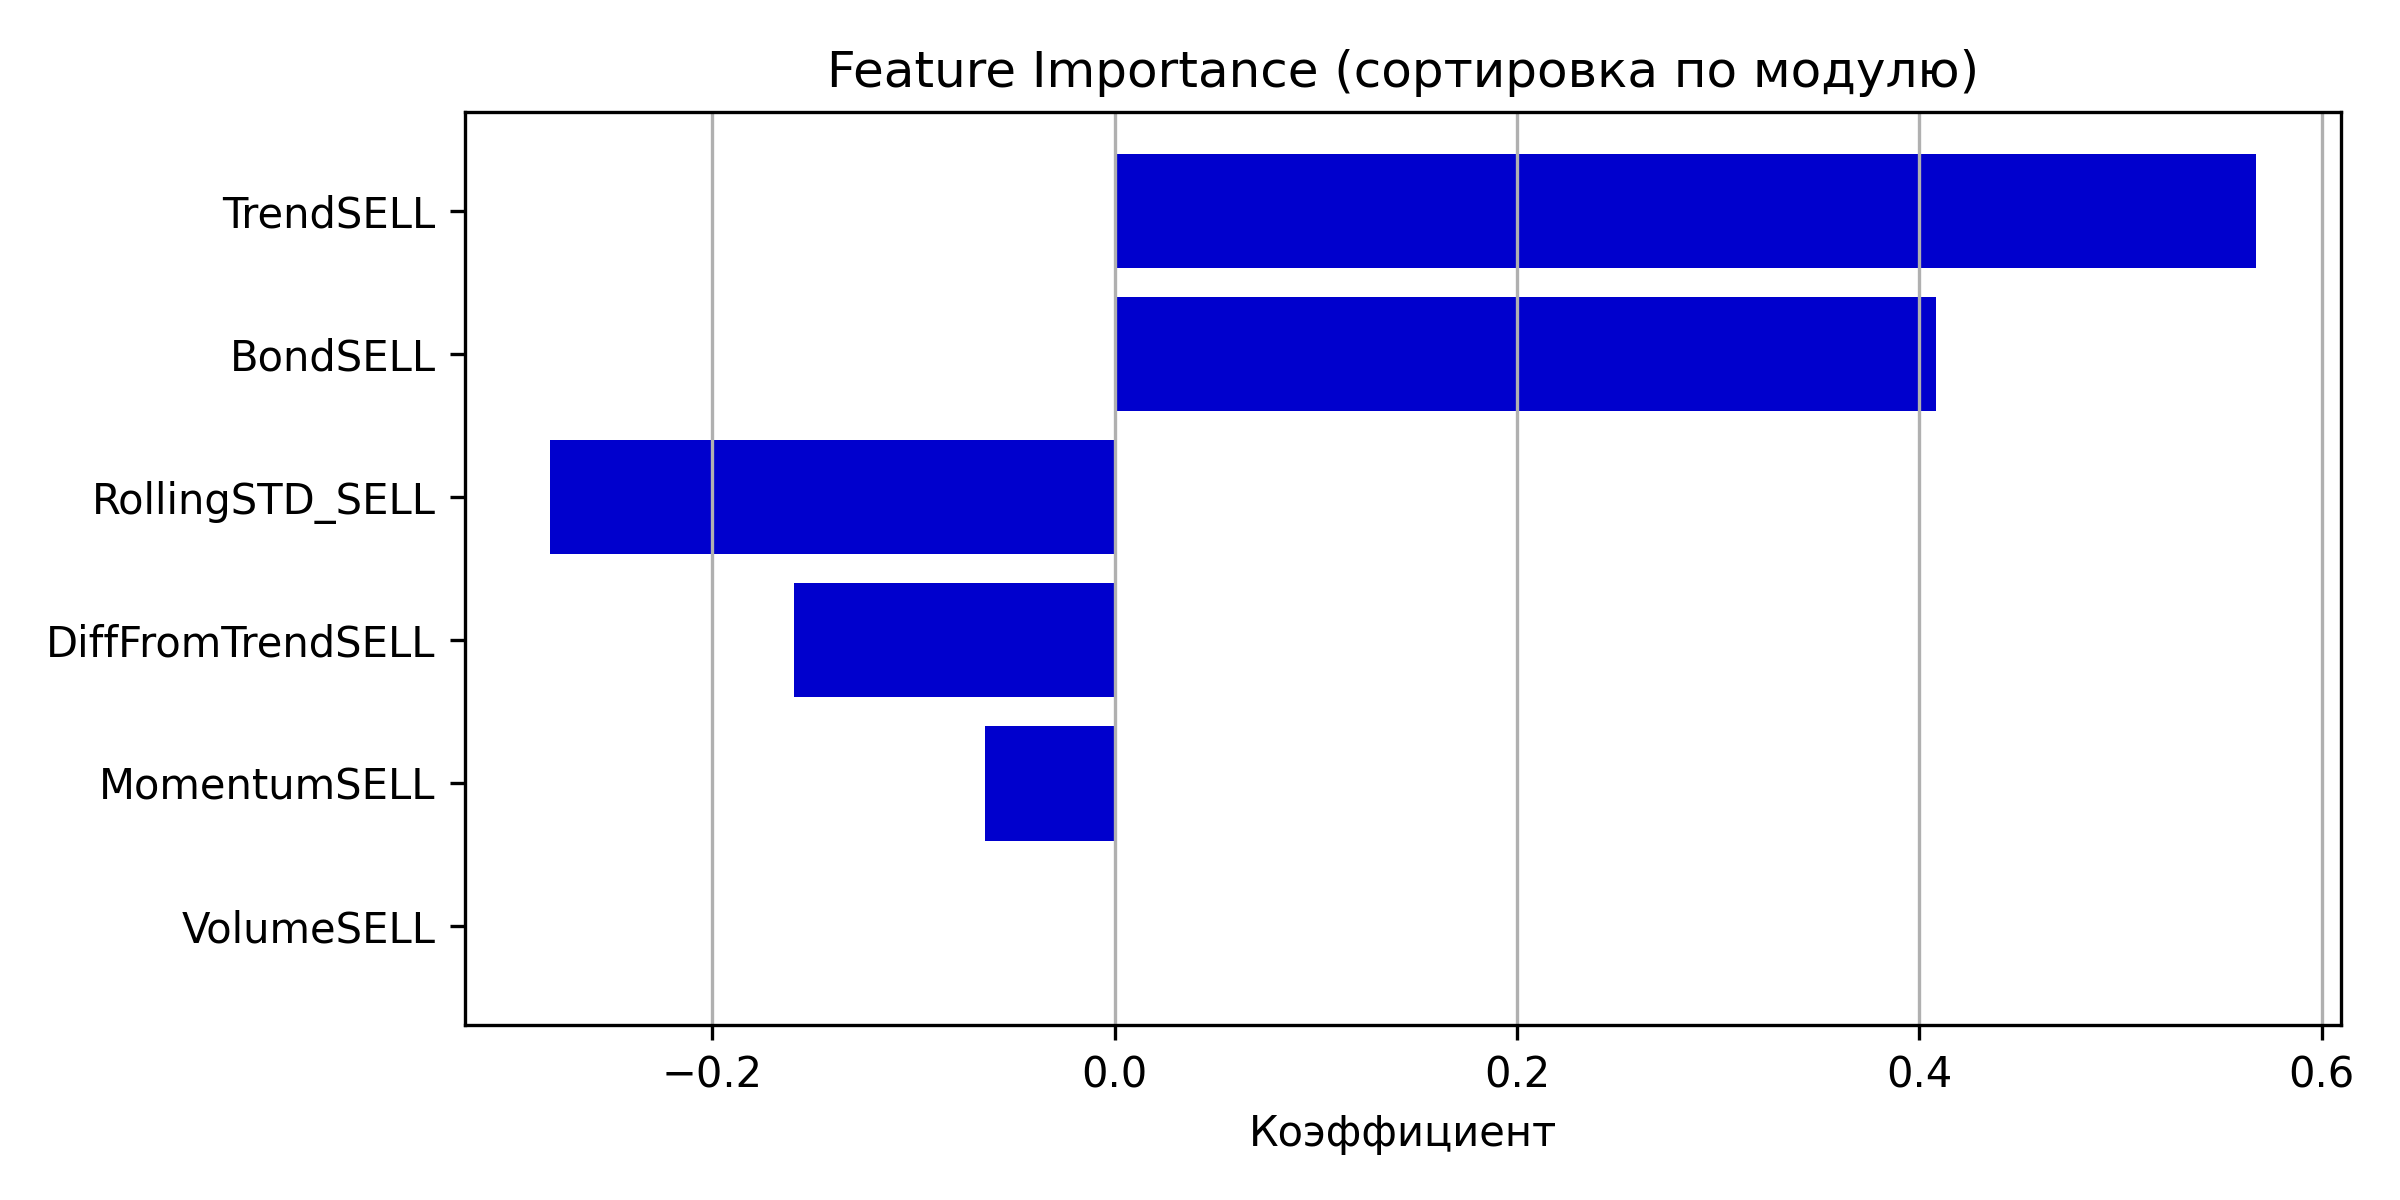 Feature Importance (сортировка по модулю)
TrendSELL
BondSELL
RollingSTD_SELL
DiffFromTrendSELL
MomentumSELL
VolumeSELL
−0.2 0.0 0.2 0.4 0.6
Коэффициент